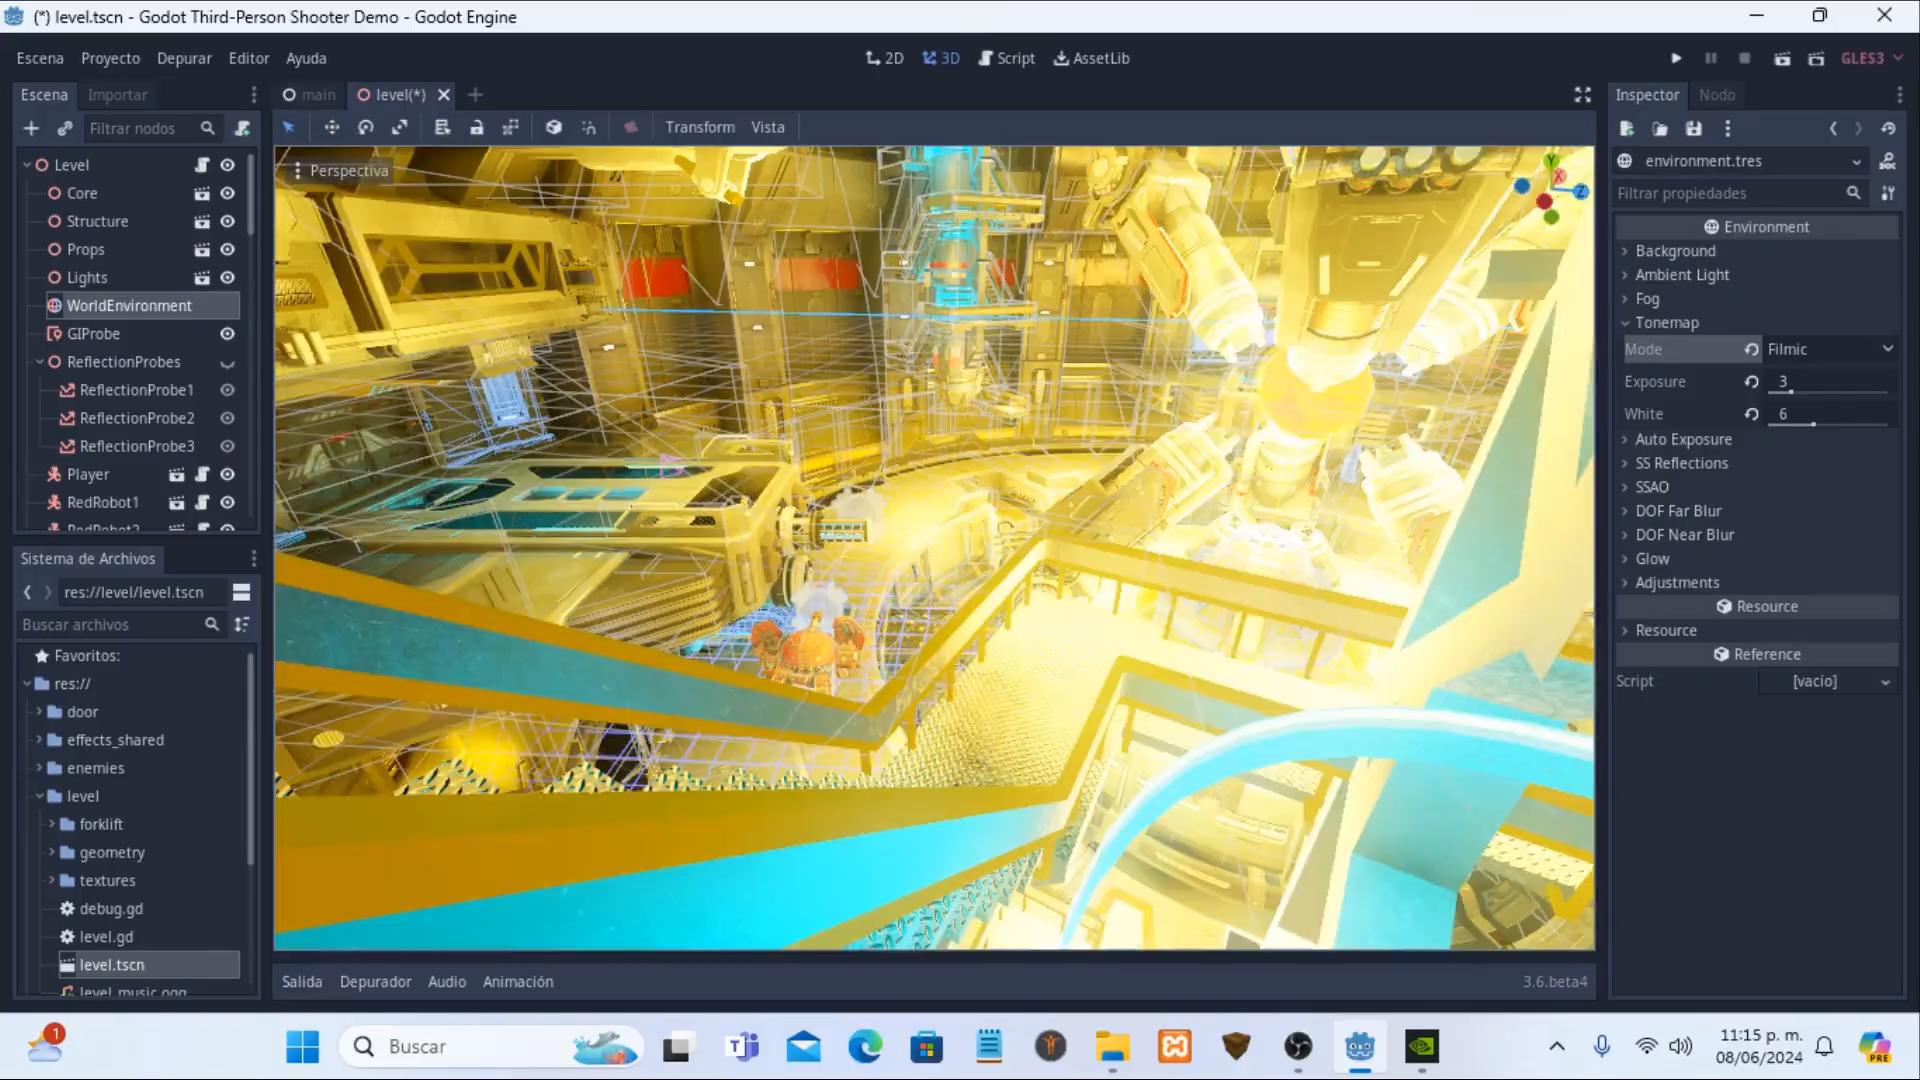 (*) level.tscn - Godot Third-Person Shooter Demo - Godot Engine
Escena Proyecto Depurar Editor Ayuda
2D 3D Script AssetLib
GLES3
Escena Importar
main level(*)
Inspector Nodo
Filtrar nodos
Transform Vista
Perspectiva
Y
X
Z
Level
Core
Structure
Props
Lights
WorldEnvironment
GIProbe
ReflectionProbes
ReflectionProbe1
ReflectionProbe2
ReflectionProbe3
Player
RedRobot1
RedRobot2
Sistema de Archivos
res://level/level.tscn
Buscar archivos
Favoritos:
res://
door
effects_shared
enemies
level
forklift
geometry
textures
debug.gd
level.gd
level.tscn
level_music.ogg
environment.tres
DOC
Filtrar propiedades
Environment
Background
Ambient Light
Fog
Tonemap
Mode Filmic
Exposure 3
White 6
Auto Exposure
SS Reflections
SSAO
DOF Far Blur
DOF Near Blur
Glow
Adjustments
Resource
Resource
Reference
Script [vacío]
Salida Depurador Audio Animación
3.6.beta4
1
Buscar
11:15 p. m.
08/06/2024
PRE